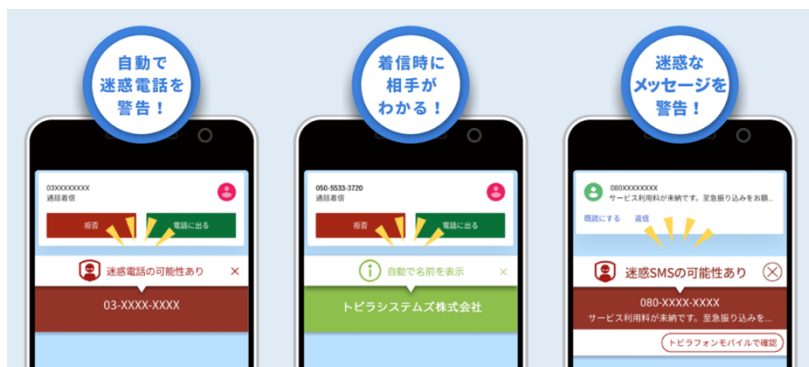 自動で
迷惑電話を
警告！
03XXXXXXXX
通話着信
拒否
電話に出る
迷惑電話の可能性あり
×
03-XXXX-XXXX
着信時に
相手が
わかる！
050-5533-3720
通話着信
拒否
電話に出る
自動で名前を表示
×
トビラシステムズ株式会社
迷惑な
メッセージを
警告！
080XXXXXXXX
サービス利用料が未納です。至急振り込みをお願...
既読にする
返信
迷惑SMSの可能性あり
080-XXXX-XXXX
サービス利用料が未納です。至急振り込みを...
トビラフォンモバイルで確認